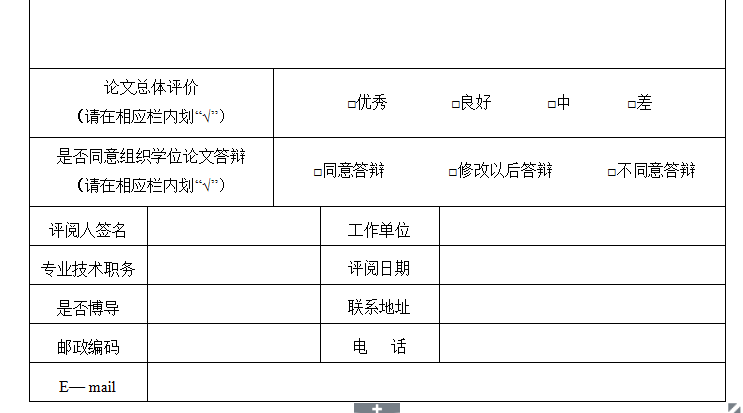 论文总体评价
（请在相应栏内划“√”）
□优秀 □良好 □中 □差
是否同意组织学位论文答辩
（请在相应栏内划“√”）
□同意答辩 □修改以后答辩 □不同意答辩
评阅人签名 工作单位
专业技术职务 评阅日期
是否博导 联系地址
邮政编码 电 话
E— mail